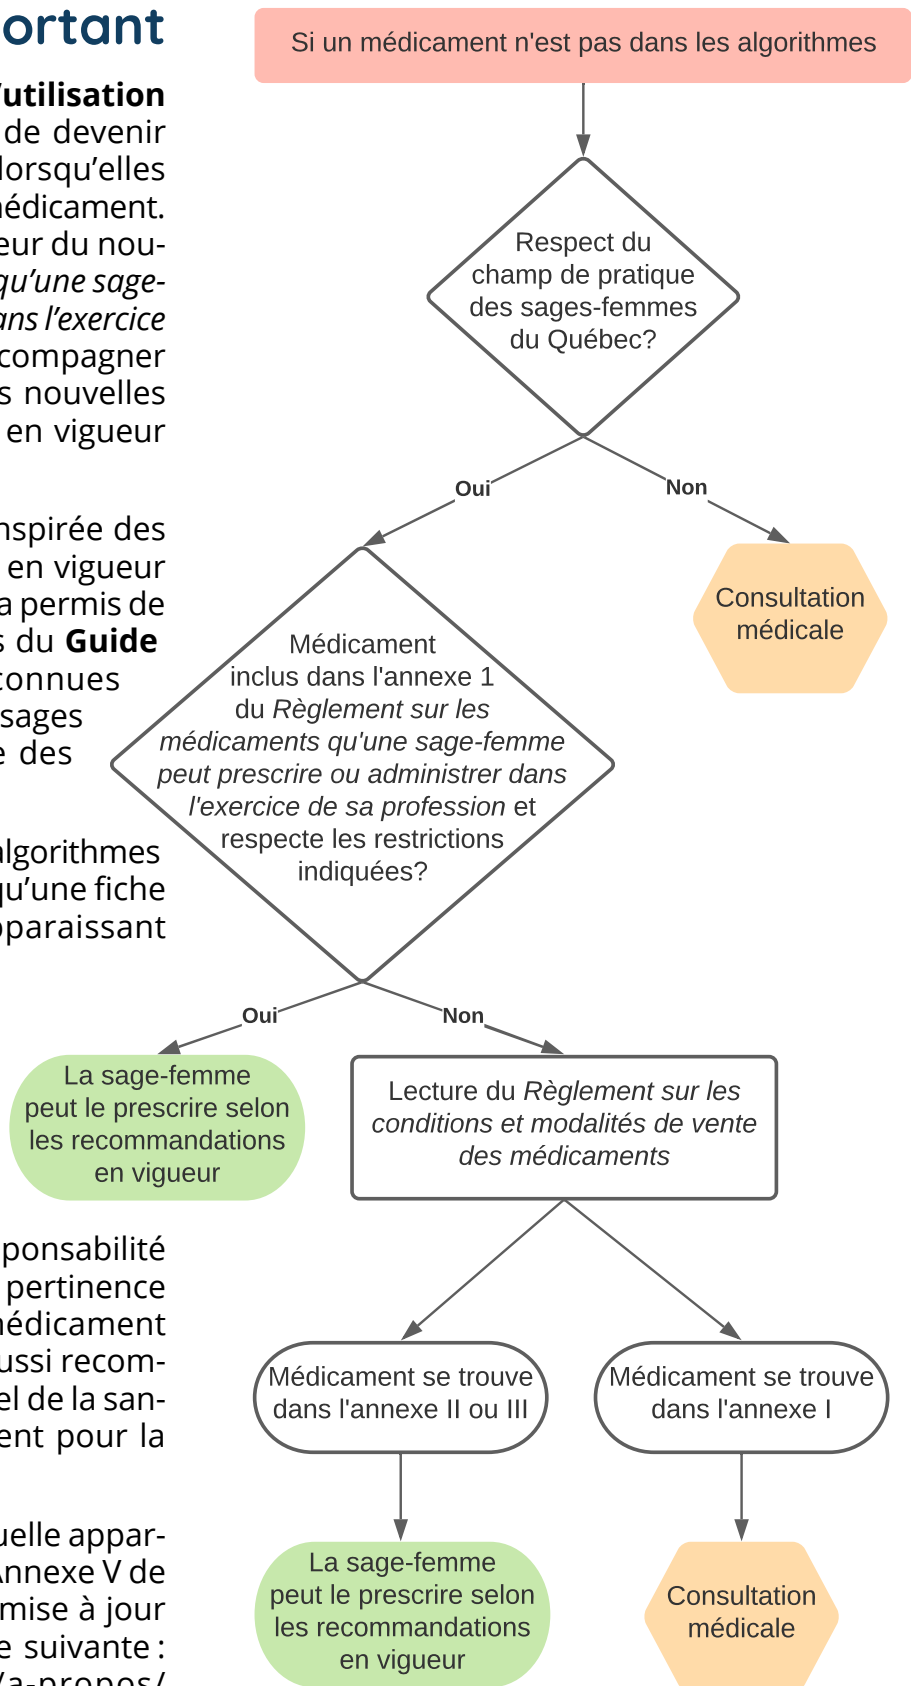 ortant
'utilisation
de devenir
lorsqu'elles
médicament.
eur du nou-
qu'une sage-
ans l'exercice
compagner
s nouvelles
en vigueur
nspirée des
en vigueur
a permis de
s du Guide
connues
sages
e des
algorithmes
qu'une fiche
pparaissant
ponsabilité
pertinence
médicament
ussi recom-
el de la san-
ent pour la
uelle appar-
Annexe V de
mise à jour
e suivante :
/a-propos/
Si un médicament n'est pas dans les algorithmes
Respect du
champ de pratique
des sages-femmes
du Québec?
Oui
Non
Consultation
médicale
Médicament
inclus dans l'annexe 1
du Règlement sur les
médicaments qu'une sage-femme
peut prescrire ou administrer dans
l'exercice de sa profession et
respecte les restrictions
indiquées?
Oui
Non
La sage-femme
peut le prescrire selon
les recommandations
en vigueur
Lecture du Règlement sur les
conditions et modalités de vente
des médicaments
Médicament se trouve
dans l'annexe II ou III
Médicament se trouve
dans l'annexe I
La sage-femme
peut le prescrire selon
les recommandations
en vigueur
Consultation
médicale